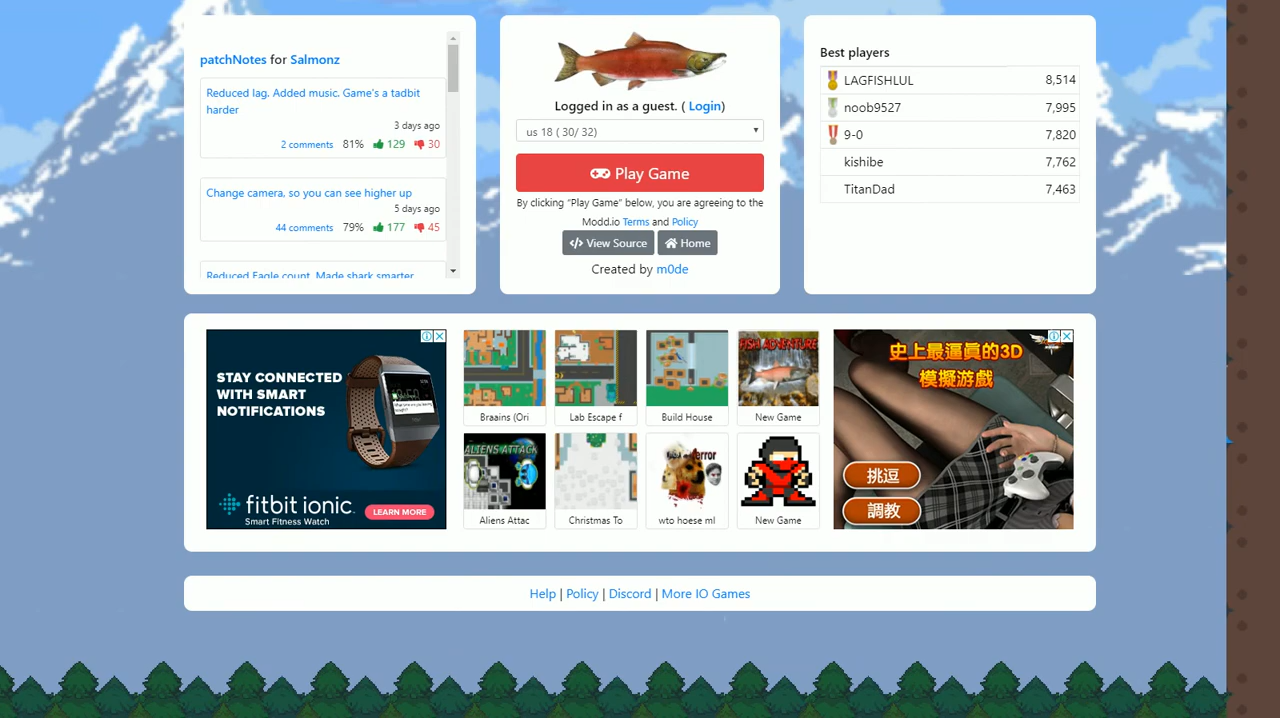 patchNotes for Salmonz
Reduced lag. Added music. Game's a tadbit
harder
3 days ago
2 comments 81% 129 30
Change camera, so you can see higher up
5 days ago
44 comments 79% 177 45
Reduced Eagle count. Made shark smarter
Logged in as a guest. ( Login)
us 18 ( 30/ 32)
Play Game
By clicking “Play Game” below, you are agreeing to the
Modd.io Terms and Policy
View Source
Home
Created by m0de
Best players
LAGFISHLUL 8,514
noob9527 7,995
9-0 7,820
kishibe 7,762
TitanDad 7,463
STAY CONNECTED
WITH SMART
NOTIFICATIONS
fitbit ionic
Smart Fitness Watch
LEARN MORE
Braains (Ori
Lab Escape f
Build House
FISH ADVENTURE
New Game
ALIENS ATTACK
Aliens Attac
Christmas To
wto hoese ml
New Game
史上最逼真的3D
模擬游戲
挑逗
調教
Help | Policy | Discord | More IO Games